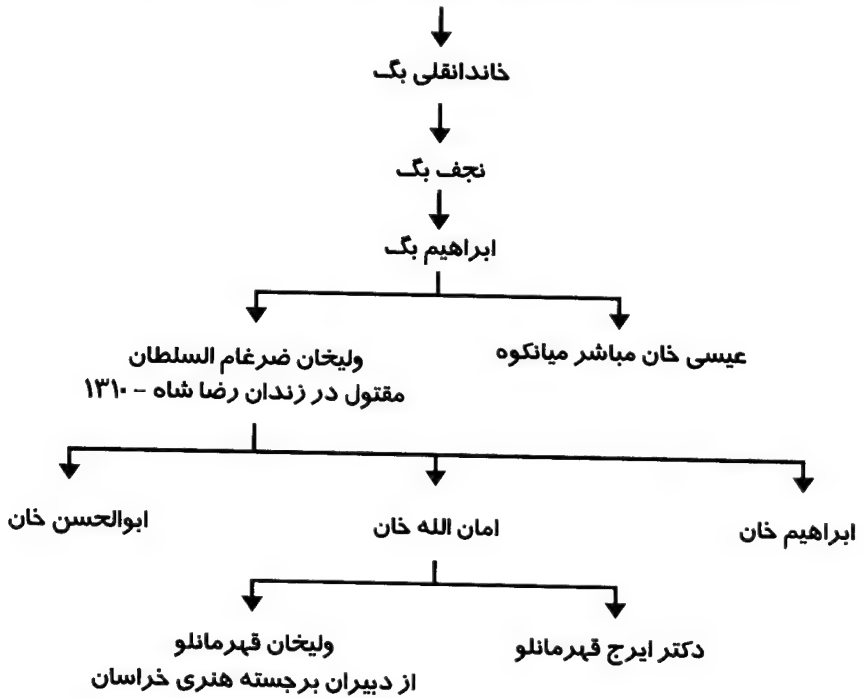 خاندانقلی بگ
نجف بگ
ابراهیم بگ
عیسی خان مباشر میانکوه
ولیخان ضرغام السلطان
مقتول در زندان رضا شاه – ۱۳۱۰
ابراهیم خان
امان الله خان
ابوالحسن خان
دکتر ایرج قهرمانلو
ولیخان قهرمانلو
از دبیران برجسته هنری خراسان